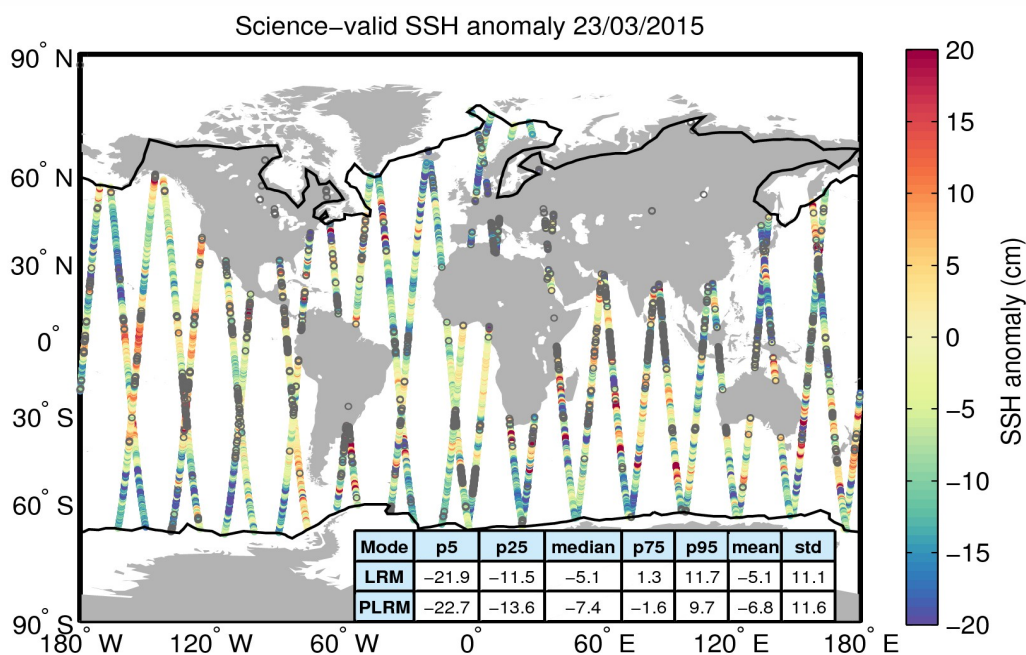 Science−valid SSH anomaly 23/03/2015
90° N
60° N
30° N
0°
30° S
60° S
90° S
180° W
120° W
60° W
0°
60° E
120° E
180° E
20
15
10
5
0
−5
−10
−15
−20
SSH anomaly (cm)
Mode p5 p25 median p75 p95 mean std
LRM −21.9 −11.5 −5.1 1.3 11.7 −5.1 11.1
PLRM −22.7 −13.6 −7.4 −1.6 9.7 −6.8 11.6